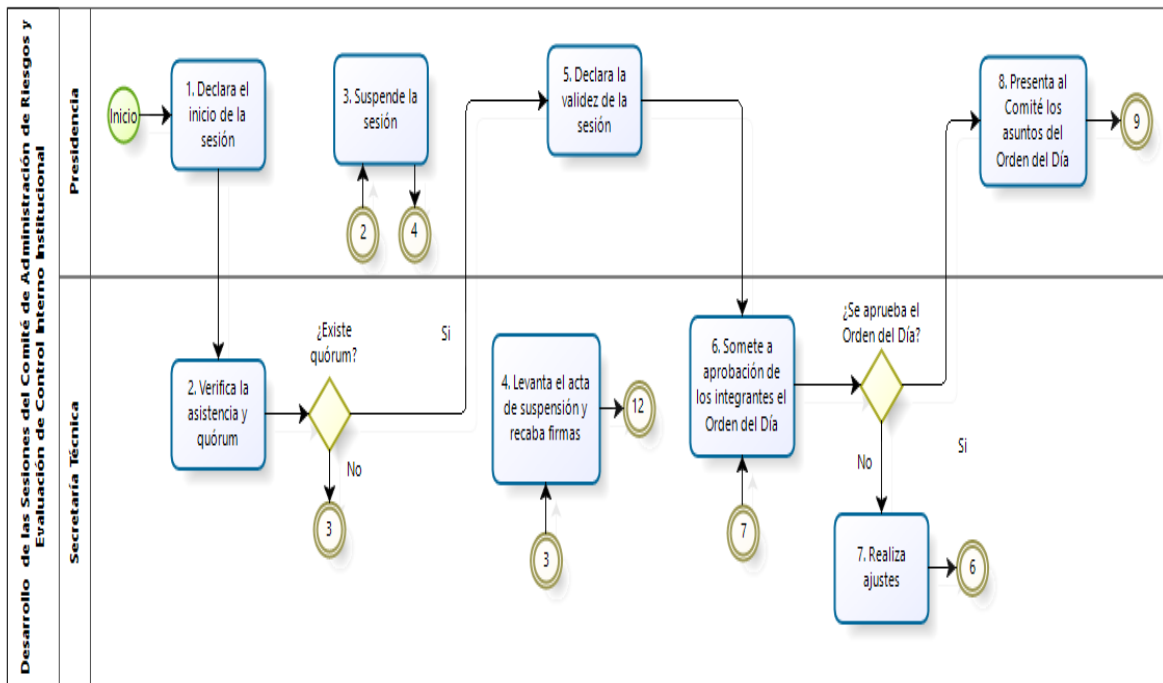 Desarrollo de las Sesiones del Comité de Administración de Riesgos y
Evaluación de Control Interno Institucional
Presidencia
Inicio
1. Declara el
inicio de la
sesión
3. Suspende la
sesión
2
4
5. Declara la
validez de la
sesión
8. Presenta al
Comité los
asuntos del
Orden del Día
9
Secretaría Técnica
2. Verifica la
asistencia y
quórum
¿Existe
quórum?
Si
No
3
4. Levanta el acta
de suspensión y
recaba firmas
12
3
6. Somete a
aprobación de
los integrantes el
Orden del Día
7
¿Se aprueba el
Orden del Día?
Si
No
7. Realiza
ajustes
6